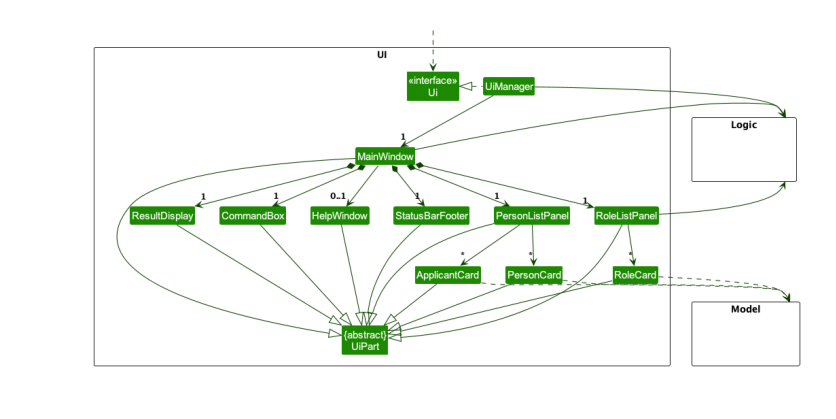 UI
«interface»
Ui
UiManager
Logic
1
MainWindow
1
1
0..1
1
1
1
ResultDisplay
CommandBox
HelpWindow
StatusBarFooter
PersonListPanel
RoleListPanel
*
*
*
ApplicantCard
PersonCard
RoleCard
Model
{abstract}
UiPart